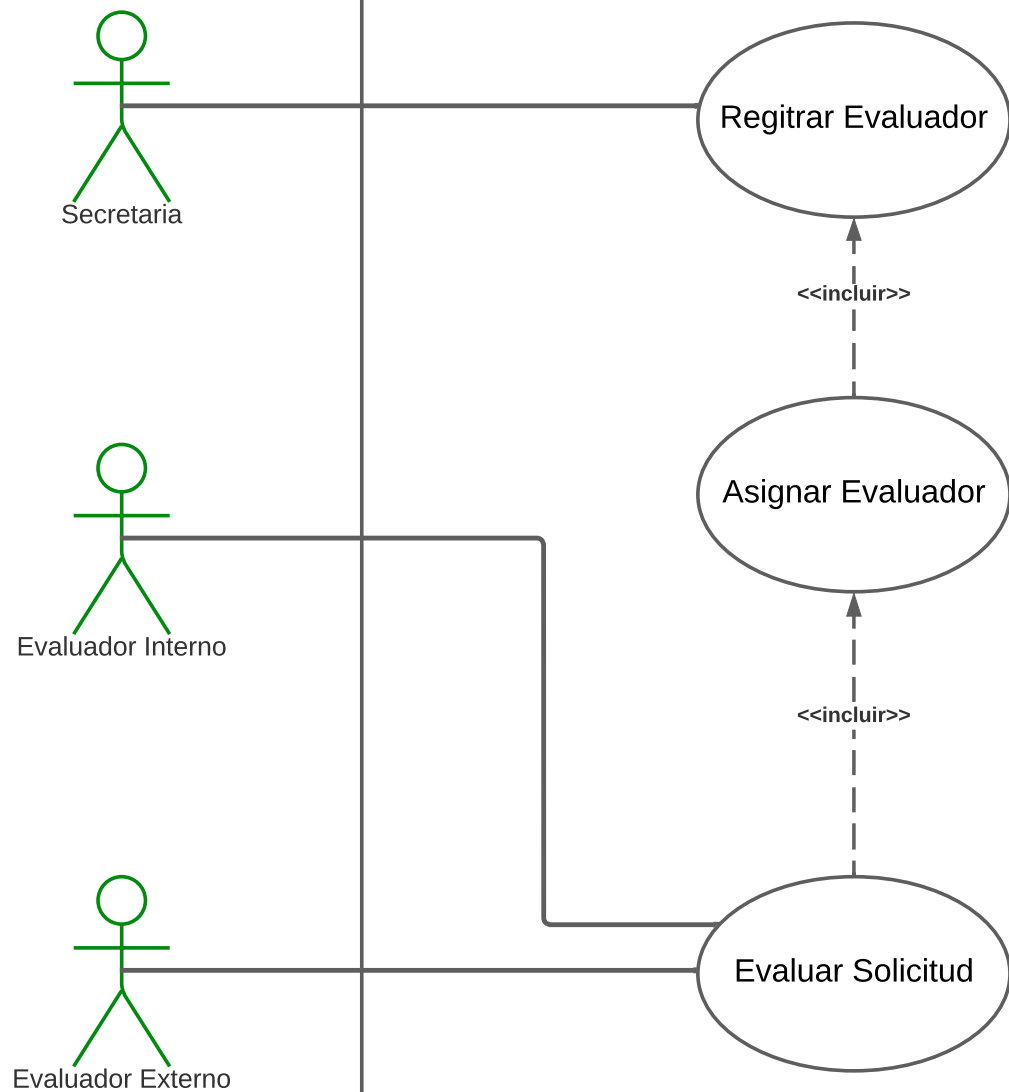 Regitrar Evaluador
Secretaria
<<incluir>>
Asignar Evaluador
Evaluador Interno
<<incluir>>
Evaluar Solicitud
Evaluador Externo